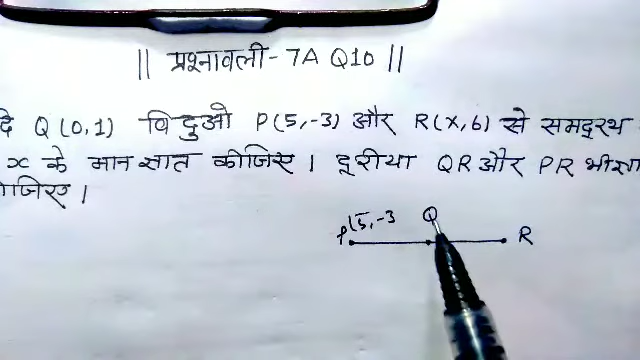 || प्रश्नावली-7A Q10 ||
दि Q(0,1) विदुओ P(5,-3) और R(x,6) से समदूरथ
x के मान सात कीजिए। दूरीया QR और PR भी
जिए।
P(5,-3 Q R